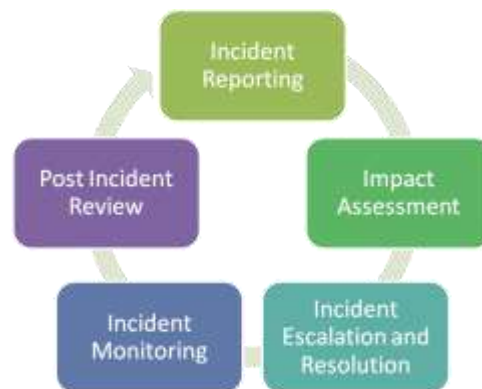 Incident
Reporting
Impact
Assessment
Incident
Escalation and
Resolution
Incident
Monitoring
Post Incident
Review